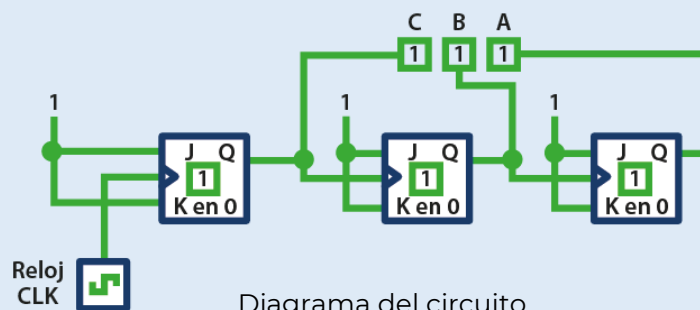 C B A
1 1 1
1 1 1
J Q J Q J Q
1 1 1
K en 0 K en 0 K en 0
Reloj
CLK
Diagrama del circuito